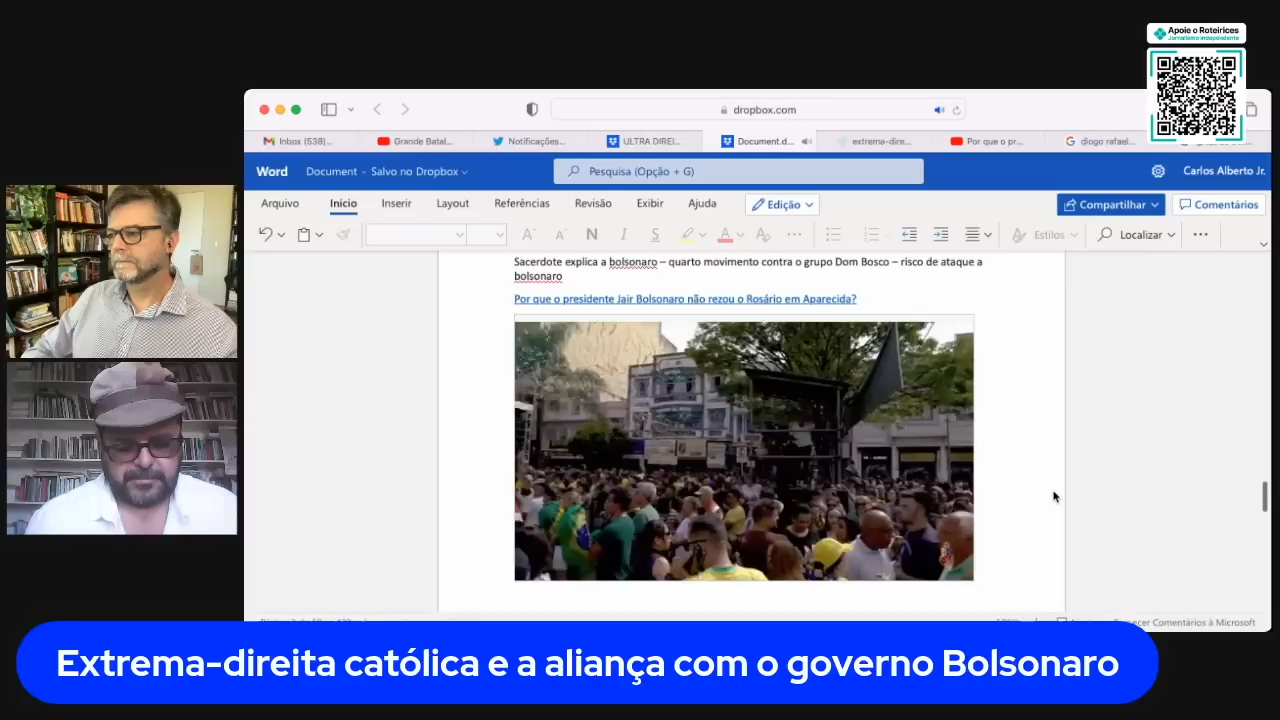 Apoie o Roteirices
Jornalismo independente
dropbox.com
Inbox (538)...
Grande Batal...
Notificações...
ULTRA DIREI...
Document.d...
extrema-dire...
Por que o pr...
diogo rafael...
Word
Document - Salvo no Dropbox
Pesquisa (Opção + G)
Carlos Alberto Jr.
Arquivo
Início
Inserir
Layout
Referências
Revisão
Exibir
Ajuda
Edição
Compartilhar
Comentários
N
I
S
Estilos
Localizar
Sacerdote explica a bolsonaro – quarto movimento contra o grupo Dom Bosco – risco de ataque a
bolsonaro
Por que o presidente Jair Bolsonaro não rezou o Rosário em Aparecida?
Comentários à Microsoft
Extrema-direita católica e a aliança com o governo Bolsonaro